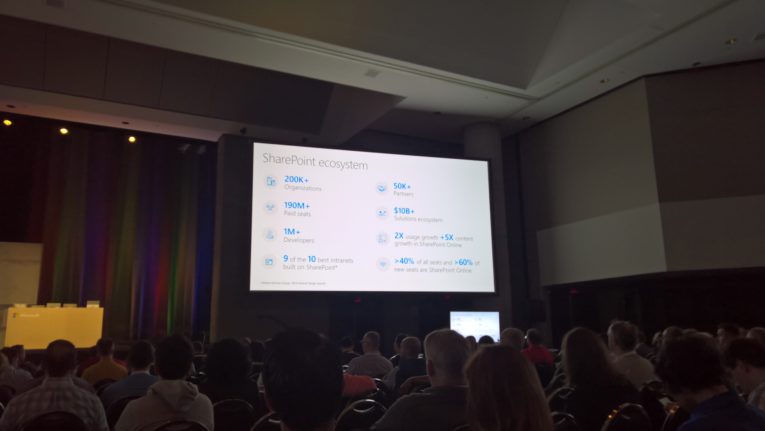 SharePoint ecosystem
200K+
Organizations
190M+
Paid seats
1M+
Developers
9 of the 10 best intranets
built on SharePoint*
50K+
Partners
$10B+
Solutions ecosystem
2X usage growth +5X content
growth in SharePoint Online
>40% of all seats and >60% of
new seats are SharePoint Online
Microsoft